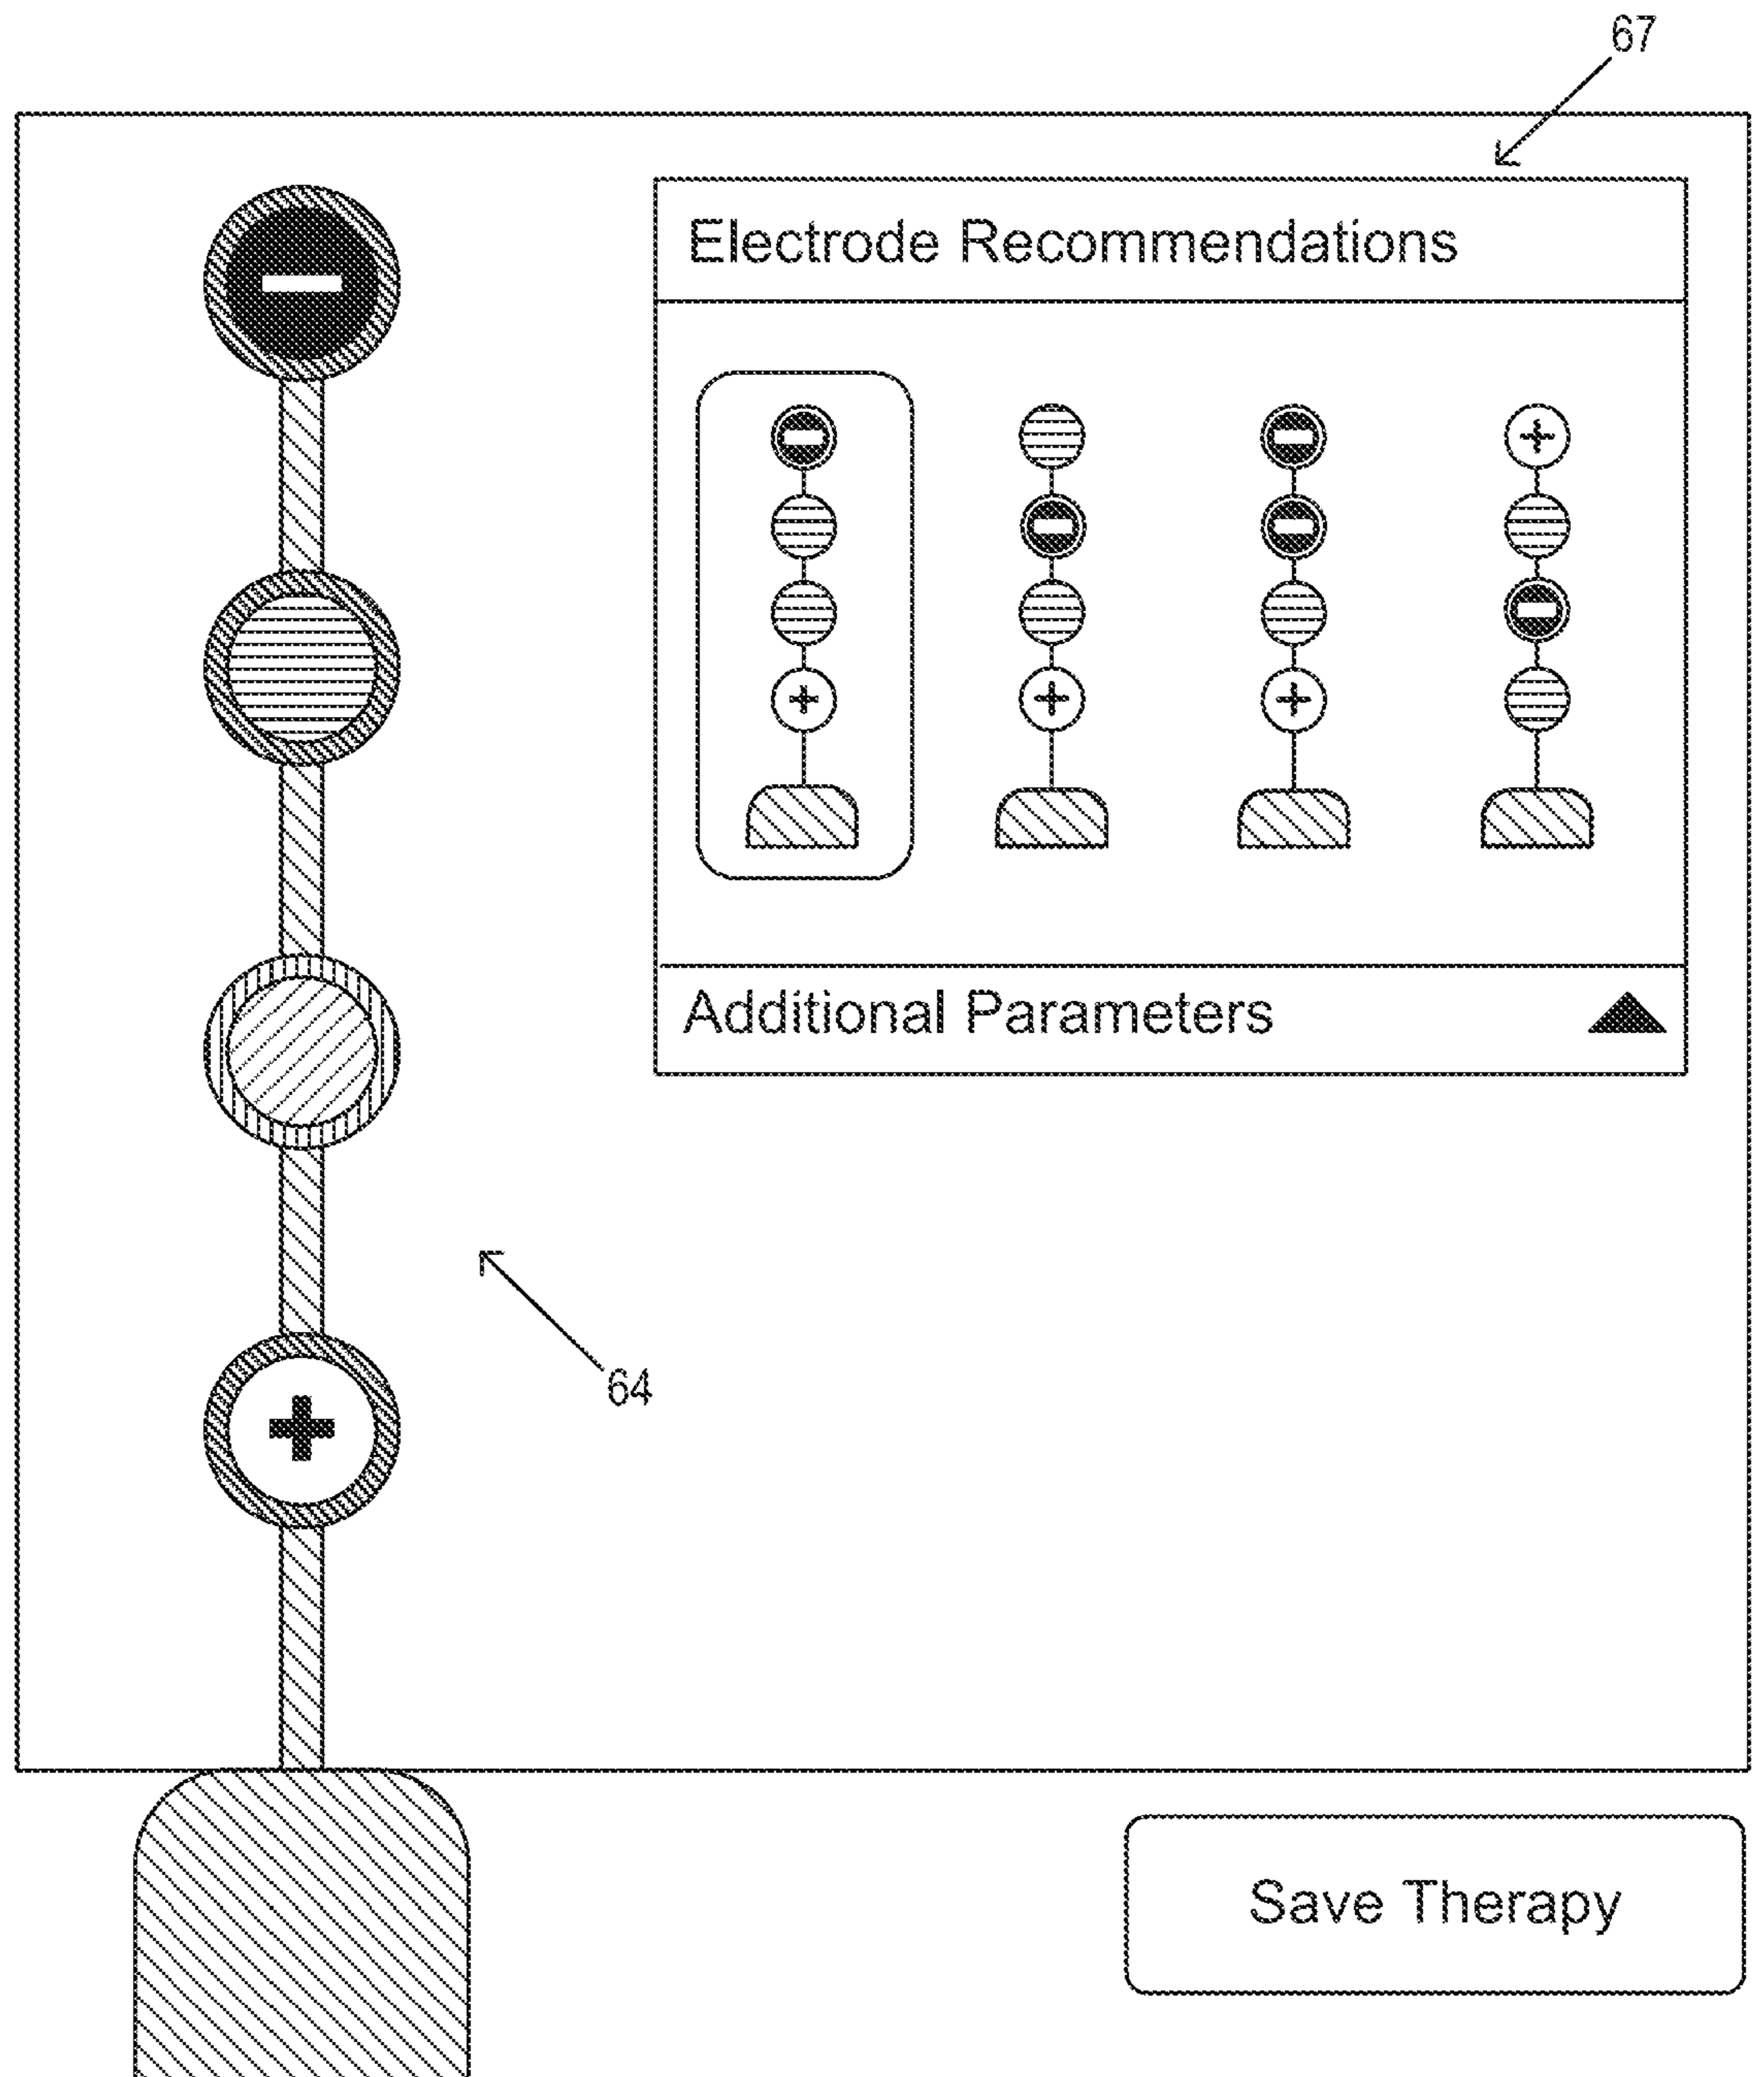 67
Electrode Recommendations
Additional Parameters
64
Save Therapy